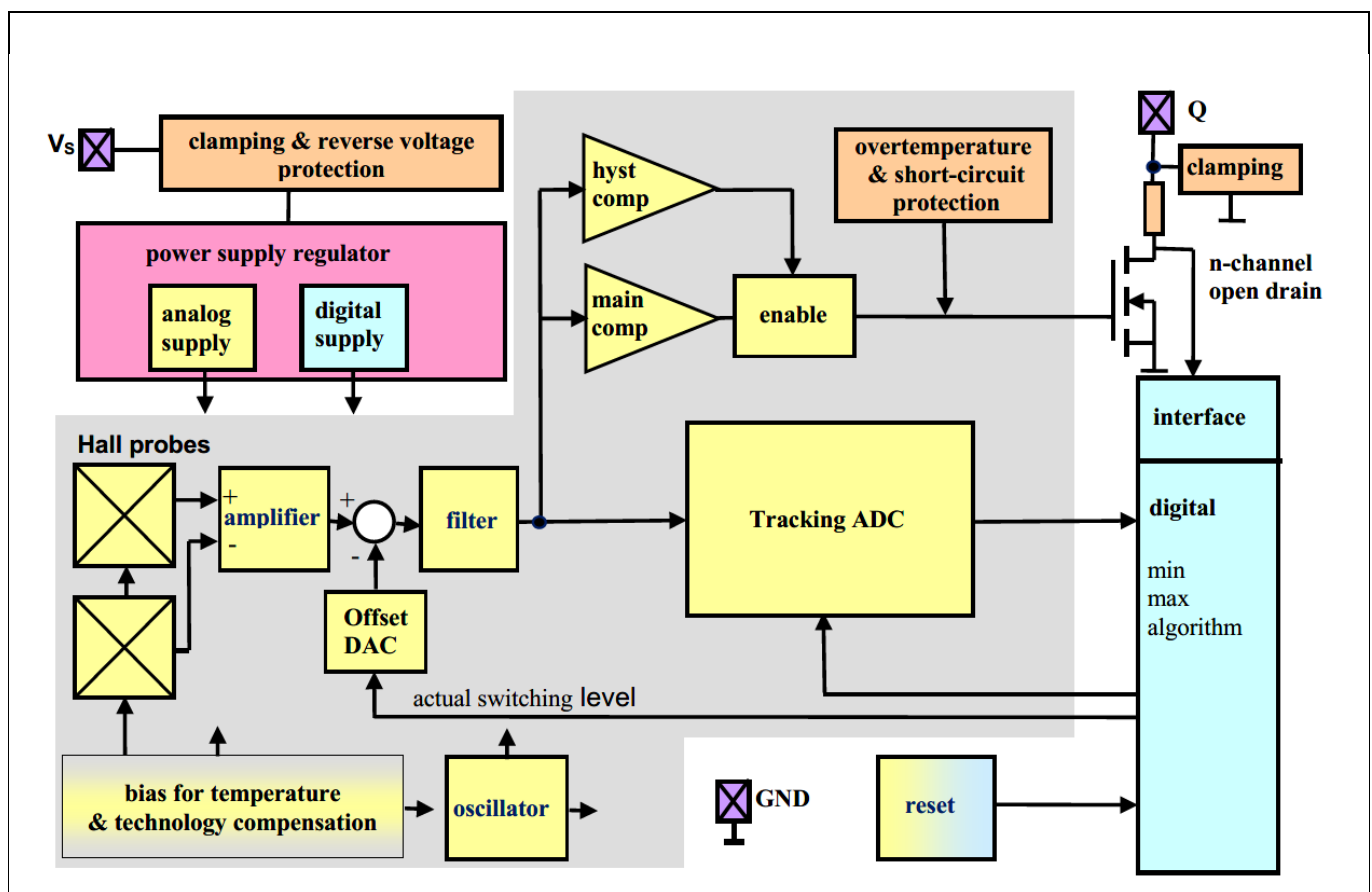 V_S
clamping & reverse voltage
protection
power supply regulator
analog
supply
digital
supply
hyst
comp
main
comp
enable
overtemperature
& short-circuit
protection
Q
clamping
n-channel
open drain
Hall probes
+
-
amplifier
+
-
filter
Offset
DAC
Tracking ADC
actual switching level
interface
digital
min
max
algorithm
bias for temperature
& technology compensation
oscillator
GND
reset